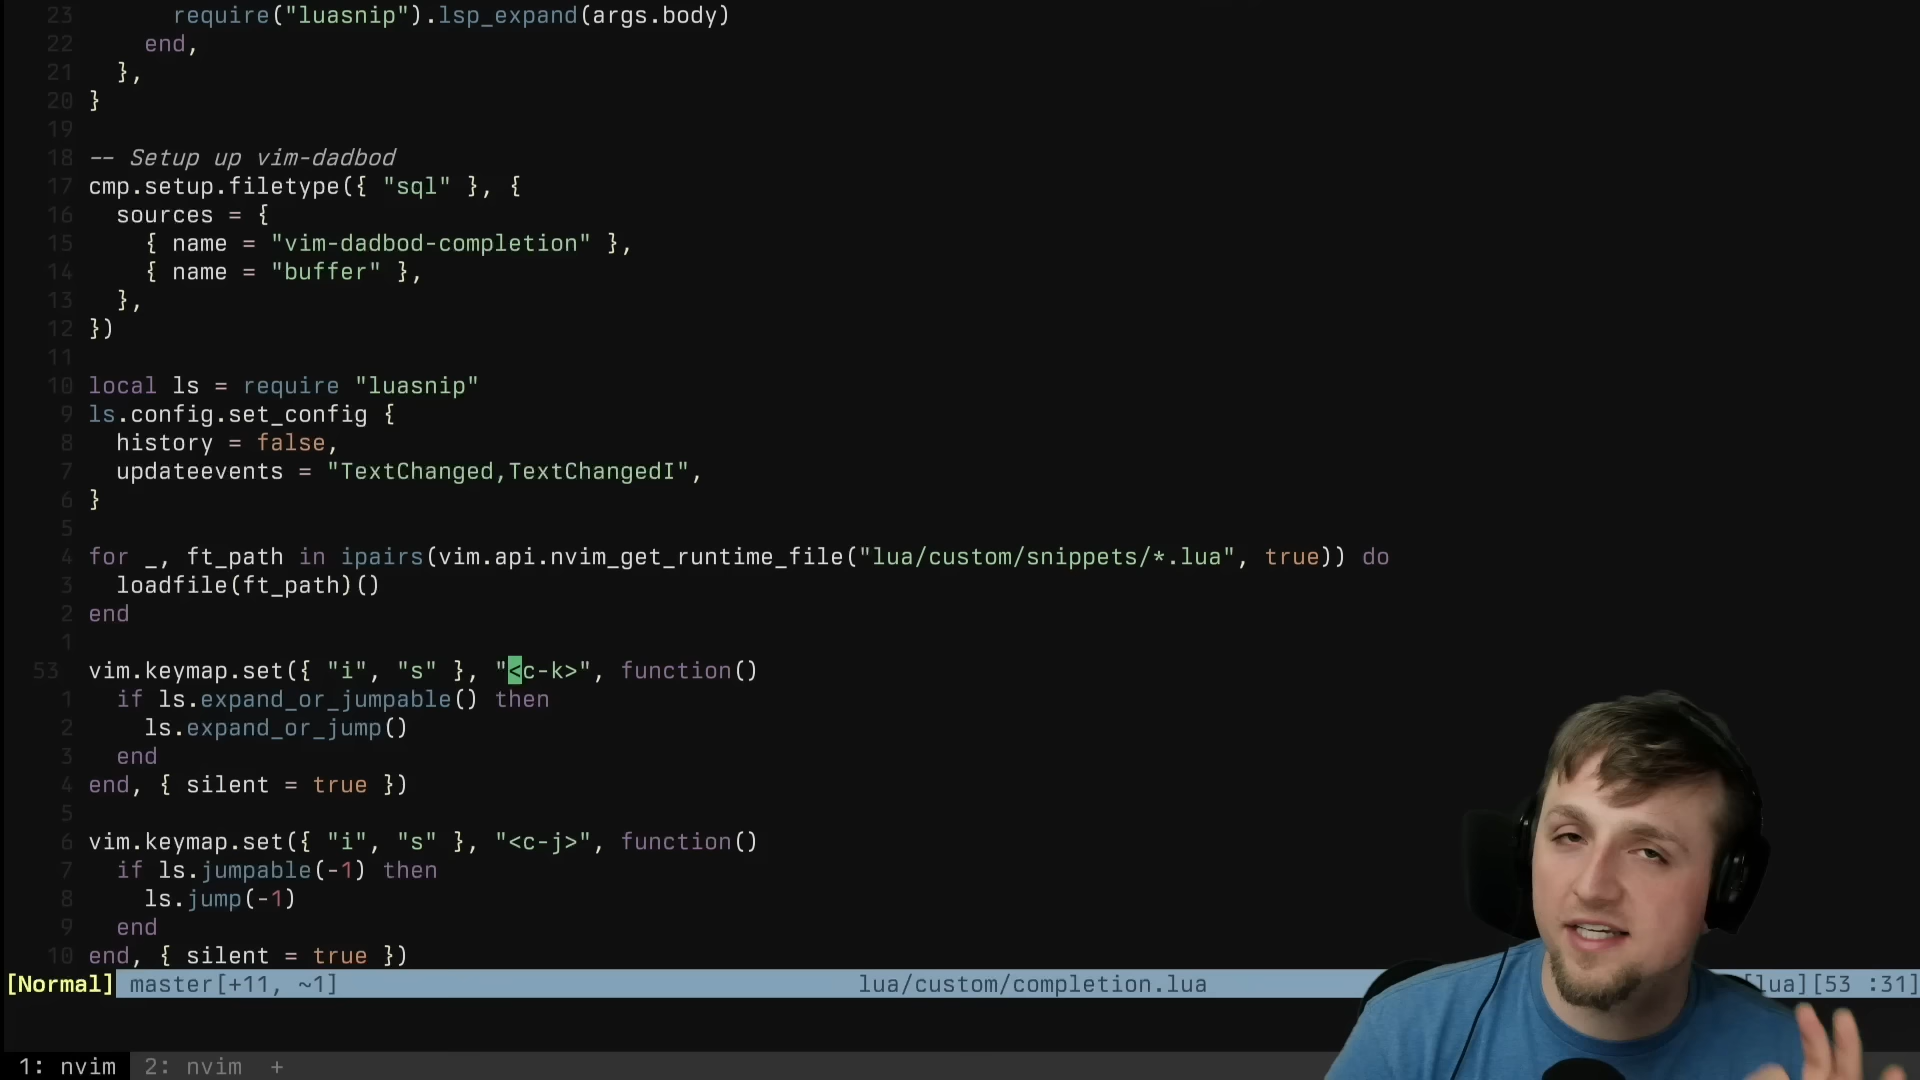 23 require("luasnip").lsp_expand(args.body)
22 end,
21 },
20 }
19
18 -- Setup up vim-dadbod
17 cmp.setup.filetype({ "sql" }, {
16 sources = {
15 { name = "vim-dadbod-completion" },
14 { name = "buffer" },
13 },
12 })
11
10 local ls = require "luasnip"
9 ls.config.set_config {
8 history = false,
7 updateevents = "TextChanged,TextChangedI",
6 }
5
4 for _, ft_path in ipairs(vim.api.nvim_get_runtime_file("lua/custom/snippets/*.lua", true)) do
3 loadfile(ft_path)()
2 end
1
53 vim.keymap.set({ "i", "s" }, "<c-k>", function()
1 if ls.expand_or_jumpable() then
2 ls.expand_or_jump()
3 end
4 end, { silent = true })
5
6 vim.keymap.set({ "i", "s" }, "<c-j>", function()
7 if ls.jumpable(-1) then
8 ls.jump(-1)
9 end
10 end, { silent = true })
[Normal] master[+11, ~1] lua/custom/completion.lua [lua][53 :31]
1: nvim 2: nvim +